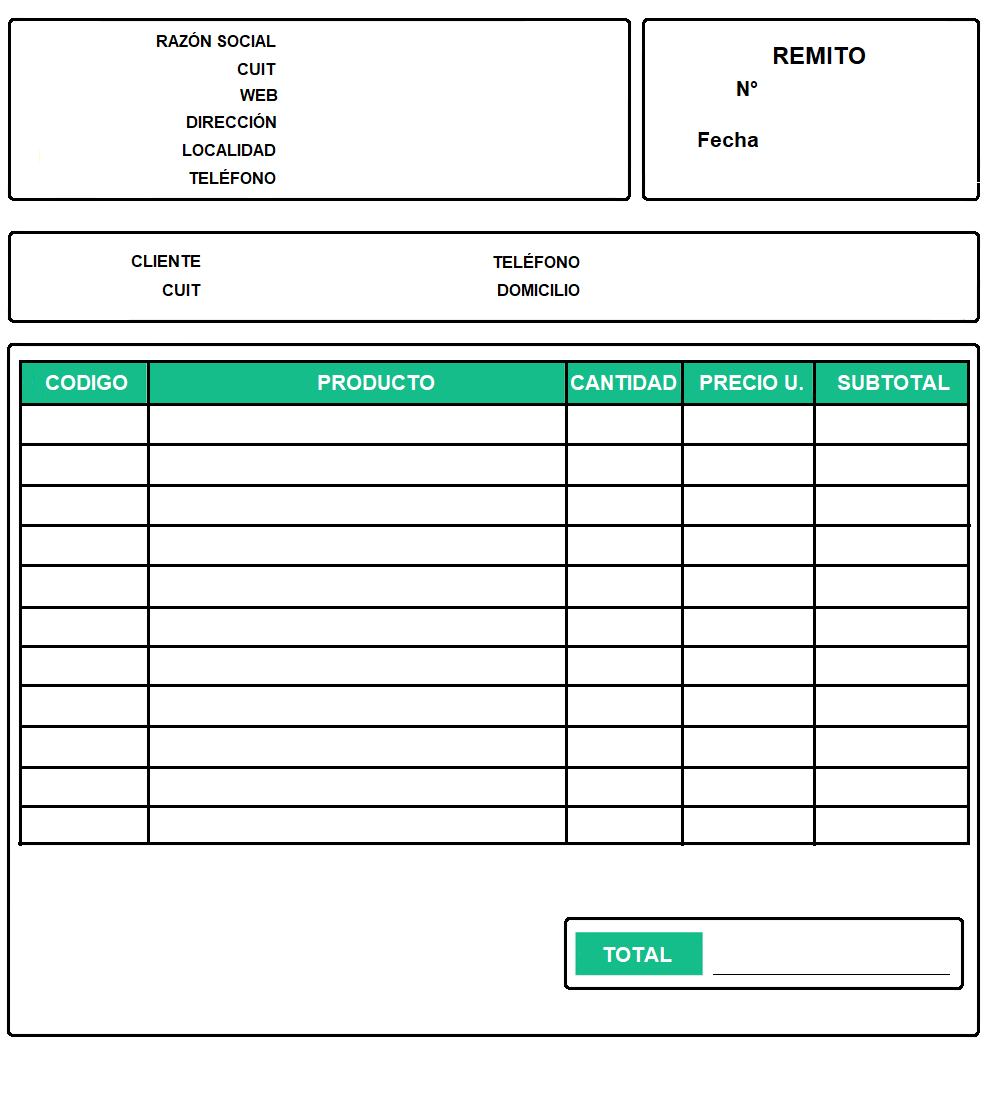 RAZÓN SOCIAL
CUIT
WEB
DIRECCIÓN
LOCALIDAD
TELÉFONO
REMITO
Nº
Fecha
CLIENTE
CUIT
TELÉFONO
DOMICILIO
CODIGO PRODUCTO CANTIDAD PRECIO U. SUBTOTAL
TOTAL